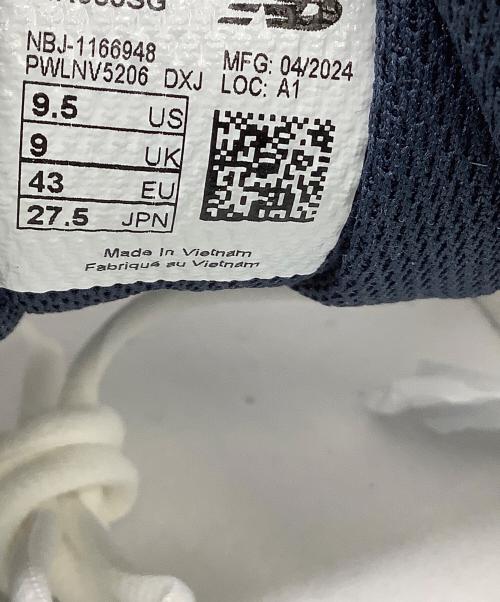 NBJ-1166948
PWLNV5206 DXJ
MFG: 04/2024
LOC: A1
9.5 US
9 UK
43 EU
27.5 JPN
Made In Vietnam
Fabriqué au Vietnam